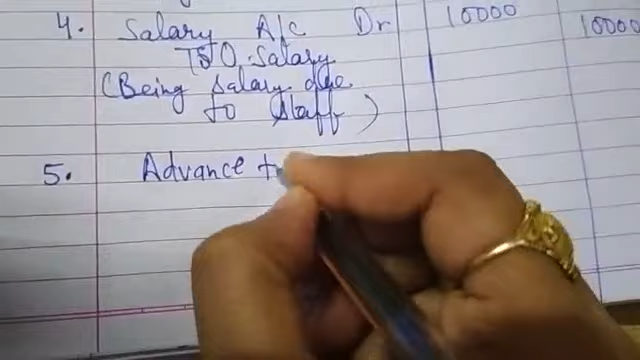 4. Salary A/c Dr 10000
To O. Salary 10000
(Being Salary due
to Staff)
5. Advance t